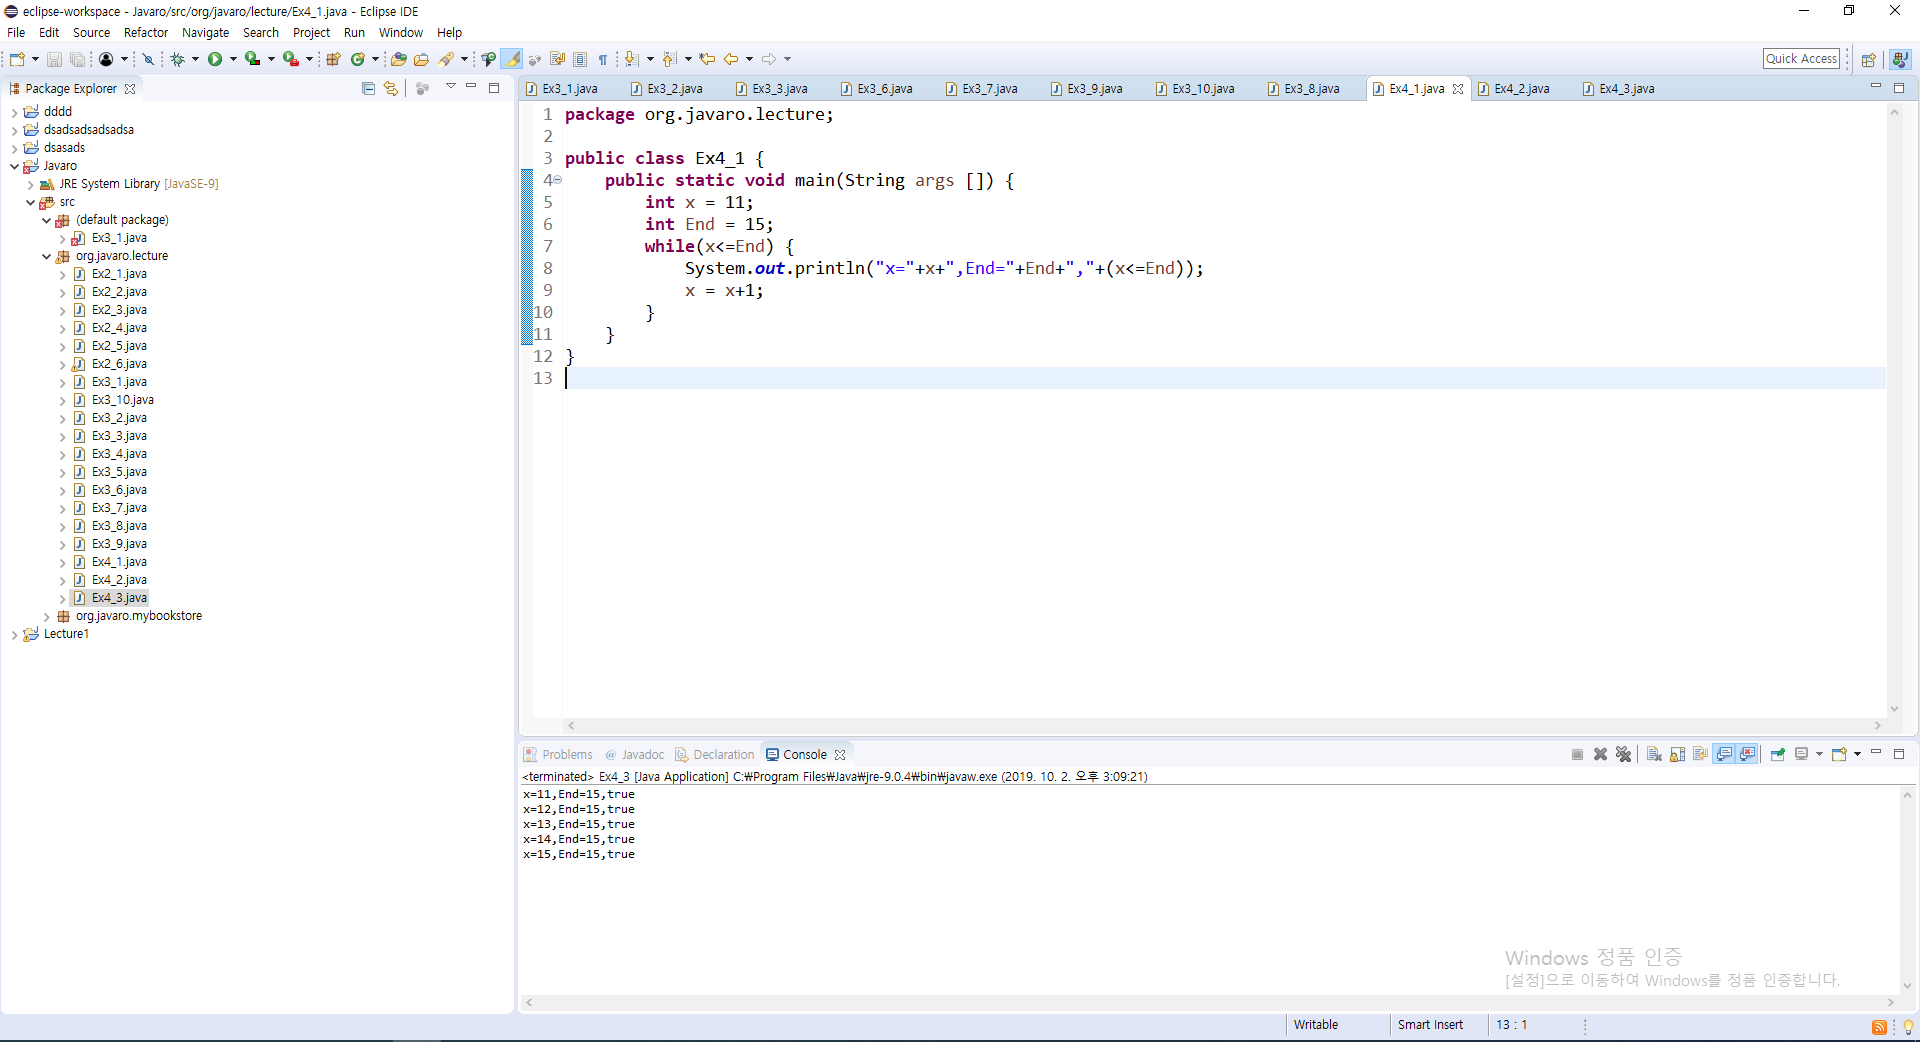 eclipse-workspace - Javaro/src/org/javaro/lecture/Ex4_1.java - Eclipse IDE
File Edit Source Refactor Navigate Search Project Run Window Help
Quick Access
Package Explorer
dddd
dsadsadsadsadsa
dsasads
Javaro
JRE System Library [JavaSE-9]
src
(default package)
Ex3_1.java
org.javaro.lecture
Ex2_1.java
Ex2_2.java
Ex2_3.java
Ex2_4.java
Ex2_5.java
Ex2_6.java
Ex3_1.java
Ex3_10.java
Ex3_2.java
Ex3_3.java
Ex3_4.java
Ex3_5.java
Ex3_6.java
Ex3_7.java
Ex3_8.java
Ex3_9.java
Ex4_1.java
Ex4_2.java
Ex4_3.java
org.javaro.mybookstore
Lecture1
Ex3_1.java Ex3_2.java Ex3_3.java Ex3_6.java Ex3_7.java Ex3_9.java Ex3_10.java Ex3_8.java Ex4_1.java Ex4_2.java Ex4_3.java
1 package org.javaro.lecture;
2
3 public class Ex4_1 {
4 public static void main(String args []) {
5 int x = 11;
6 int End = 15;
7 while(x<=End) {
8 System.out.println("x="+x+",End="+End+","+(x<=End));
9 x = x+1;
10 }
11 }
12 }
13
Problems @ Javadoc Declaration Console
<terminated> Ex4_3 [Java Application] C:₩Program Files₩Java₩jre-9.0.4₩bin₩javaw.exe (2019. 10. 2. 오후 3:09:21)
x=11,End=15,true
x=12,End=15,true
x=13,End=15,true
x=14,End=15,true
x=15,End=15,true
Windows 정품 인증
[설정]으로 이동하여 Windows를 정품 인증합니다.
Writable Smart Insert 13 : 1